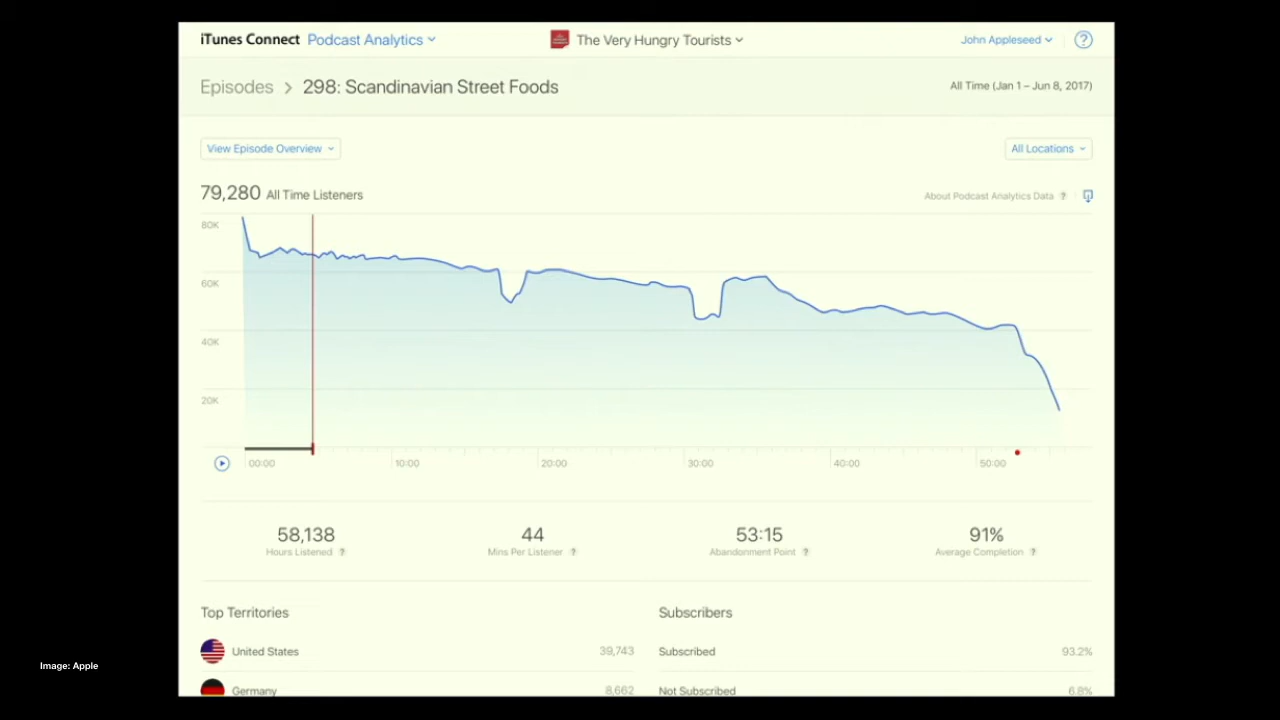 iTunes Connect Podcast Analytics The Very Hungry Tourists John Appleseed ?
Episodes > 298: Scandinavian Street Foods All Time (Jan 1 – Jun 8, 2017)
View Episode Overview All Locations
79,280 All Time Listeners About Podcast Analytics Data ?
80K
60K
40K
20K
00:00 10:00 20:00 30:00 40:00 50:00
58,138 44 53:15 91%
Hours Listened ? Mins Per Listener ? Abandonment Point ? Average Completion ?
Top Territories Subscribers
United States 39,743 Subscribed 93.2%
Image: Apple
Germany 8,662 Not Subscribed 6.8%